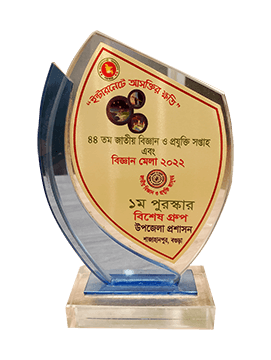 “ইন্টারনেটে আসক্তির ক্ষতি”
৪৪ তম জাতীয় বিজ্ঞান ও প্রযুক্তি সপ্তাহ
এবং
বিজ্ঞান মেলা ২০২২
১ম পুরস্কার
বিশেষ গ্রুপ
উপজেলা প্রশাসন
শাজাহানপুর, বগুড়া